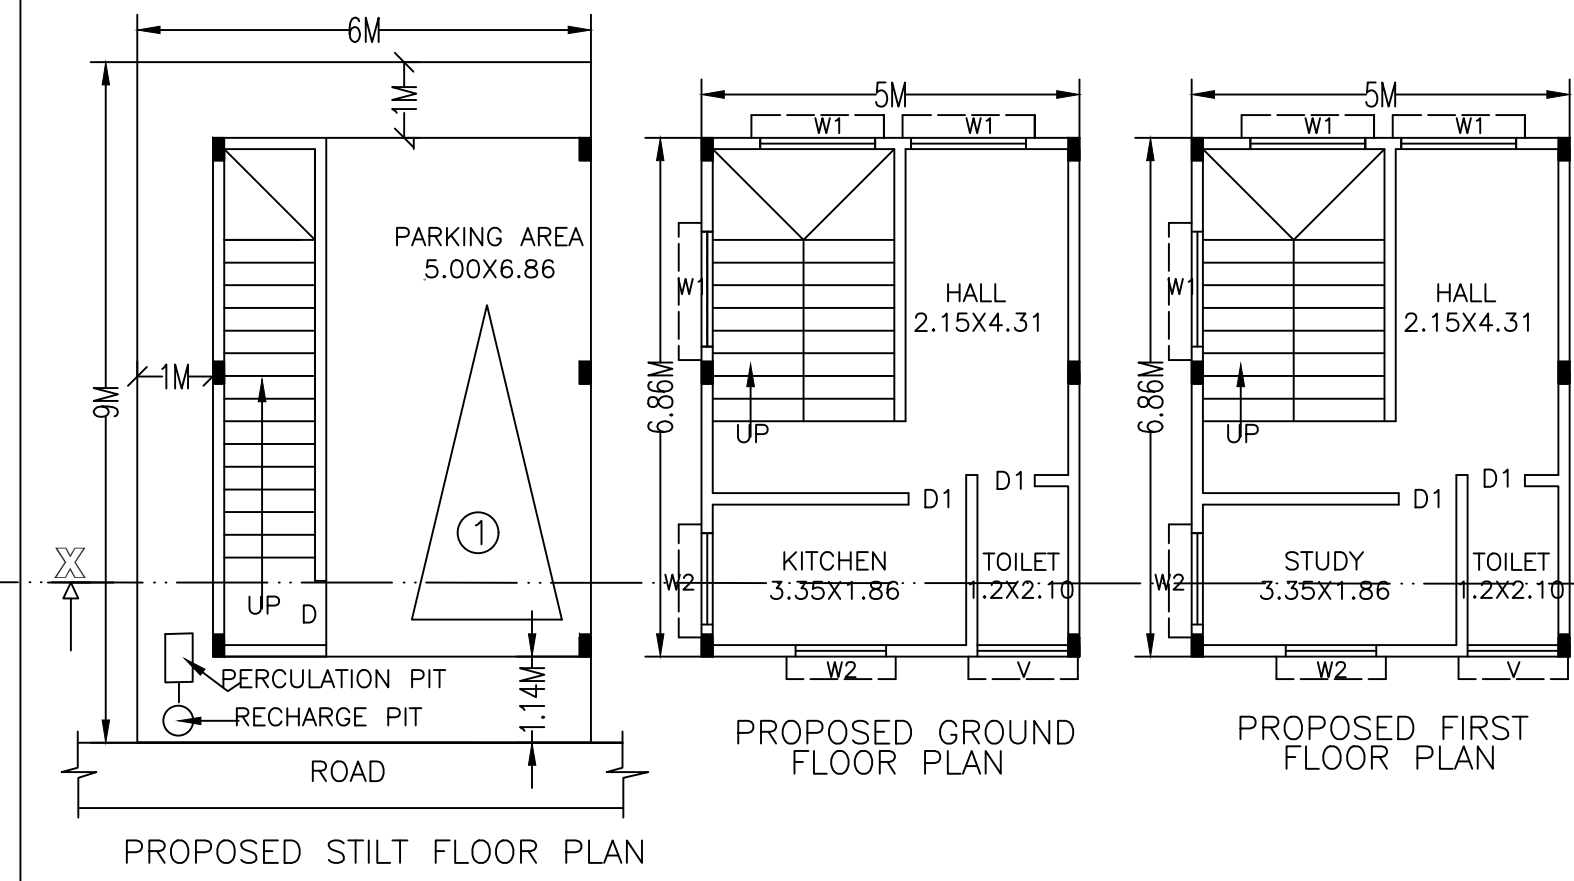 6M
1M
PARKING AREA
5.00X6.86
1M
9M
1
X
UP
D
PERCULATION PIT
RECHARGE PIT
1.14M
ROAD
PROPOSED STILT FLOOR PLAN
5M
W1
W1
W1
HALL
2.15X4.31
6.86M
UP
D1
D1
KITCHEN
3.35X1.86
TOILET
1.2X2.10
W2
W2
V
PROPOSED GROUND
FLOOR PLAN
5M
W1
W1
W1
HALL
2.15X4.31
6.86M
UP
D1
D1
STUDY
3.35X1.86
TOILET
1.2X2.10
W2
W2
V
PROPOSED FIRST
FLOOR PLAN